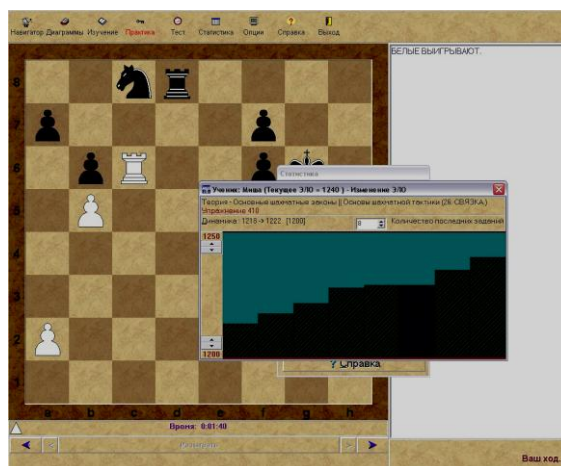 Навигатор Диаграммы Изучение Практика Тест Статистика Опции Справка Выход
БЕЛЫЕ ВЫИГРЫВАЮТ.
8
7
6
5
4
3
2
1
Статистика
Ученик: Миша (Текущее ЭЛО = 1240) - Изменение ЭЛО
Теория - Основные шахматные законы || Основы шахматной тактики (26 СВЯЗКА)
Упражнение 418
Динамика : 1218 -> 1222 [1200]
8
Количество последних заданий
1250
1200
? Справка
a b c d e f g h
Время: 0:01:40
Ваш ход.